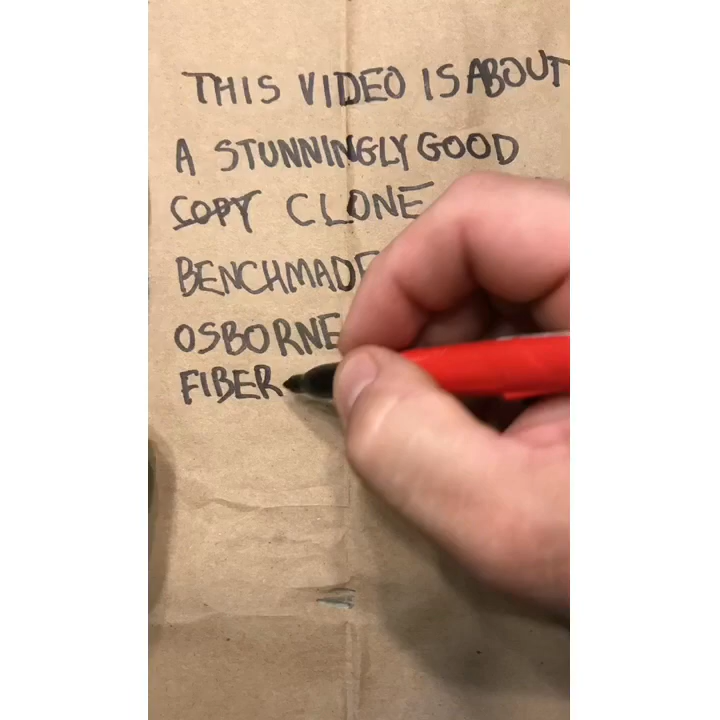 THIS VIDEO IS ABOUT
A STUNNINGLY GOOD
COPY CLONE
BENCHMADE
OSBORNE
FIBER